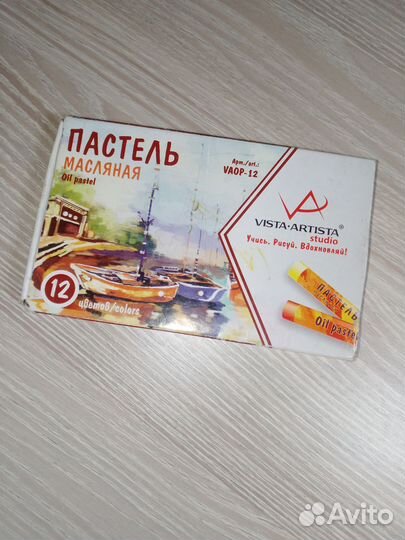 ПАСТЕЛЬ
МАСЛЯНАЯ
Oil pastel
Арт./art.:
VAOP-12
VISTA-ARTISTA®
studio
Учись. Рисуй. Вдохновляй!
12
цветов/colors
ПАСТЕЛЬ
Oil pastel
Avito